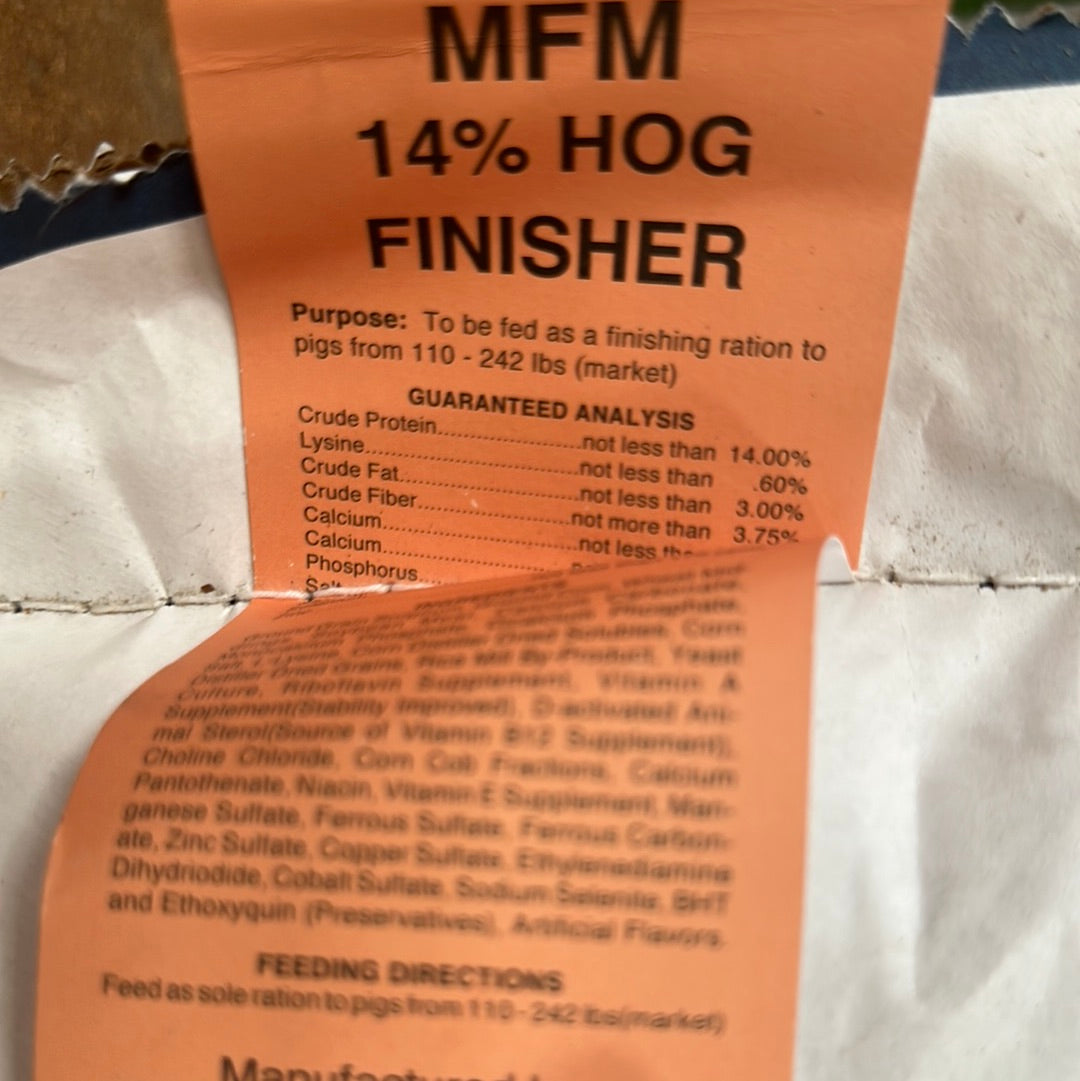 MFM
14% HOG
FINISHER
Purpose: To be fed as a finishing ration to
pigs from 110 - 242 lbs (market)
GUARANTEED ANALYSIS
Crude Protein..............................not less than 14.00%
Lysine..............................not less than .60%
Crude Fat..............................not less than 3.00%
Crude Fiber..............................not more than 3.75%
Calcium..............................not less
Calcium..............................
Phosphorus
Phosphate,
Dried Solubles, Corn
Distiller Dried Grains, Rice Mill By-Product, Yeast
Culture, Riboflavin Supplement, Vitamin A
Supplement(Stability Improved), D-activated Ani-
mal Sterol(Source of Vitamin B12 Supplement),
Choline Chloride, Corn Cob Fractions, Calcium
Pantothenate, Niacin, Vitamin E Supplement, Man-
ganese Sulfate, Ferrous Sulfate, Ferrous Carbon-
ate, Zinc Sulfate, Copper Sulfate, Ethylenediamine
Dihydriodide, Cobalt Sulfate, Sodium Selenite, BHT
and Ethoxyquin (Preservatives), Artificial Flavors.
FEEDING DIRECTIONS
Feed as sole ration to pigs from 110 - 242 lbs(market)
Manufactured